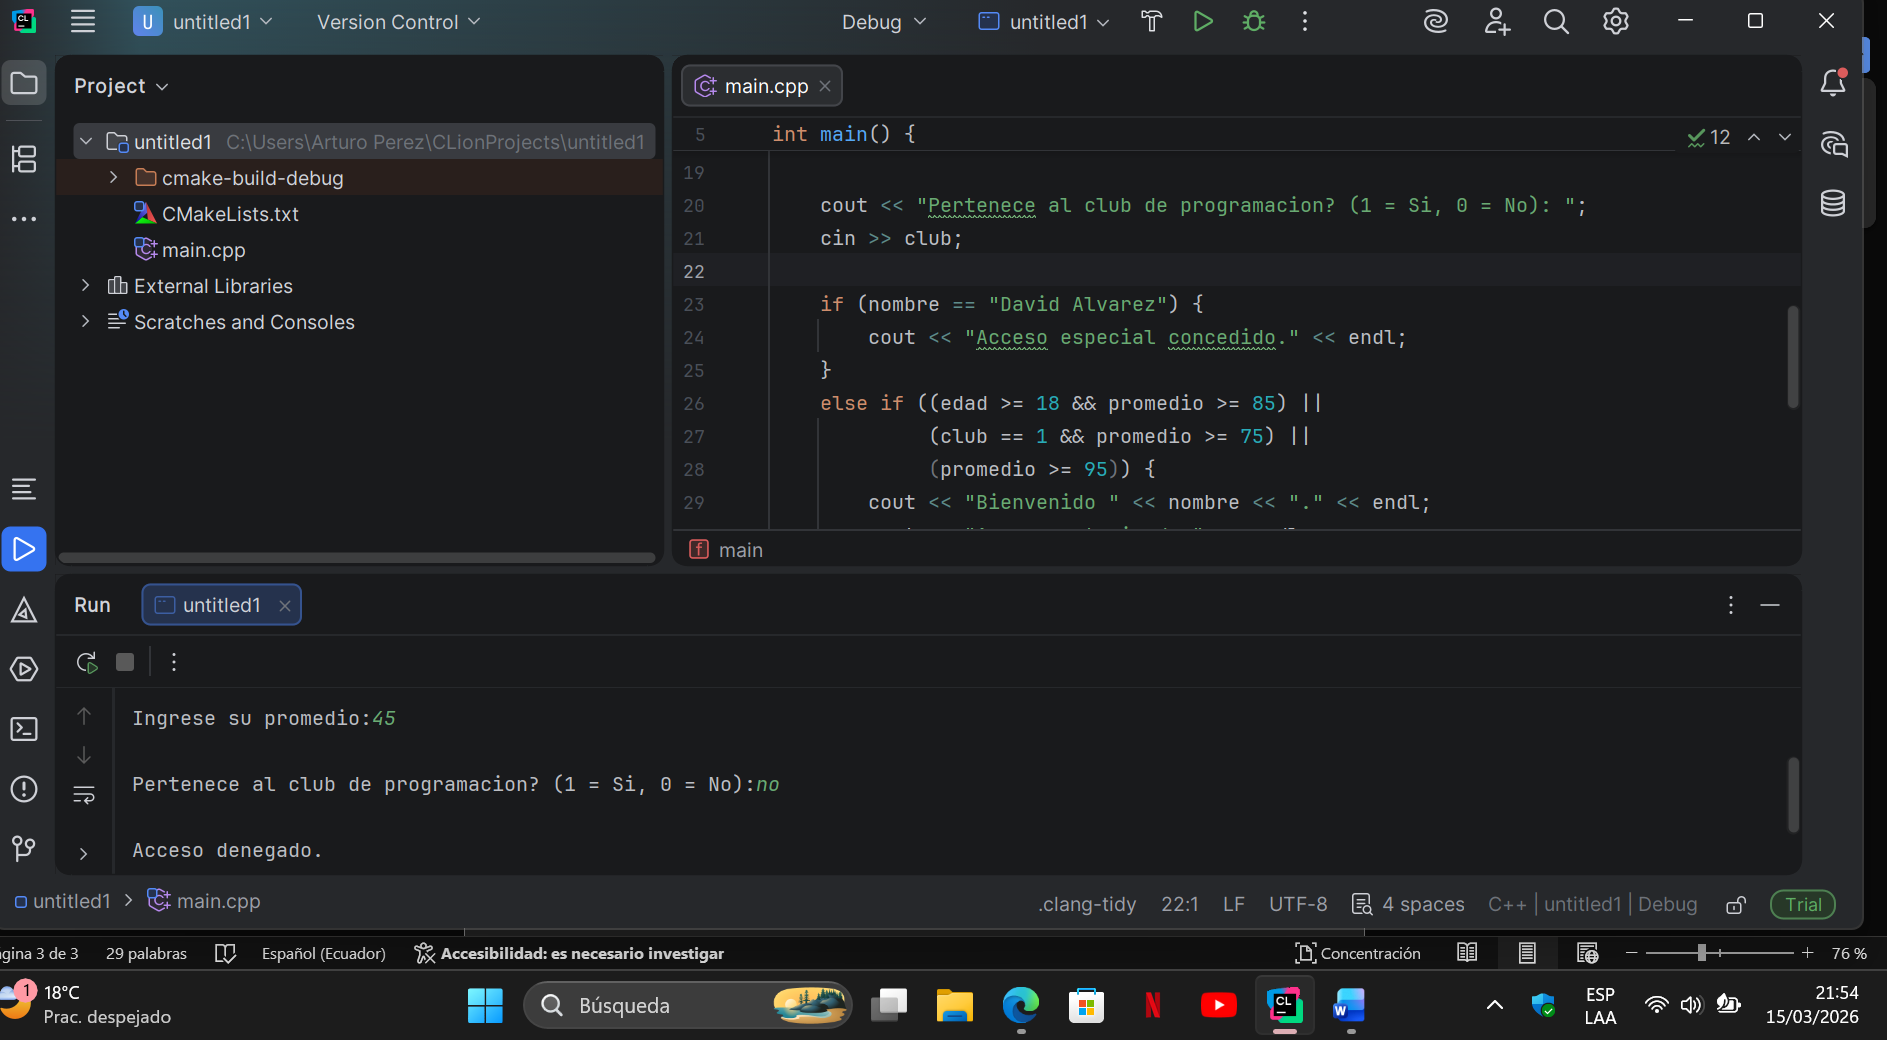 CL
U untitled1
Version Control
Debug
untitled1
Project
main.cpp
untitled1 C:\Users\Arturo Perez\CLionProjects\untitled1
cmake-build-debug
CMakeLists.txt
main.cpp
External Libraries
Scratches and Consoles
5 int main() {
12
19
20 cout << "Pertenece al club de programacion? (1 = Si, 0 = No): ";
21 cin >> club;
22
23 if (nombre == "David Alvarez") {
24 cout << "Acceso especial concedido." << endl;
25 }
26 else if ((edad >= 18 && promedio >= 85) ||
27 (club == 1 && promedio >= 75) ||
28 (promedio >= 95)) {
29 cout << "Bienvenido " << nombre << "." << endl;
f main
Run untitled1
Ingrese su promedio:45
Pertenece al club de programacion? (1 = Si, 0 = No):no
Acceso denegado.
untitled1 > main.cpp
.clang-tidy 22:1 LF UTF-8 4 spaces C++ | untitled1 | Debug Trial
gina 3 de 3 29 palabras Español (Ecuador) Accesibilidad: es necesario investigar Concentración 76 %
1 18°C
Prac. despejado
Búsqueda
N
CL
W
ESP
LAA
21:54
15/03/2026